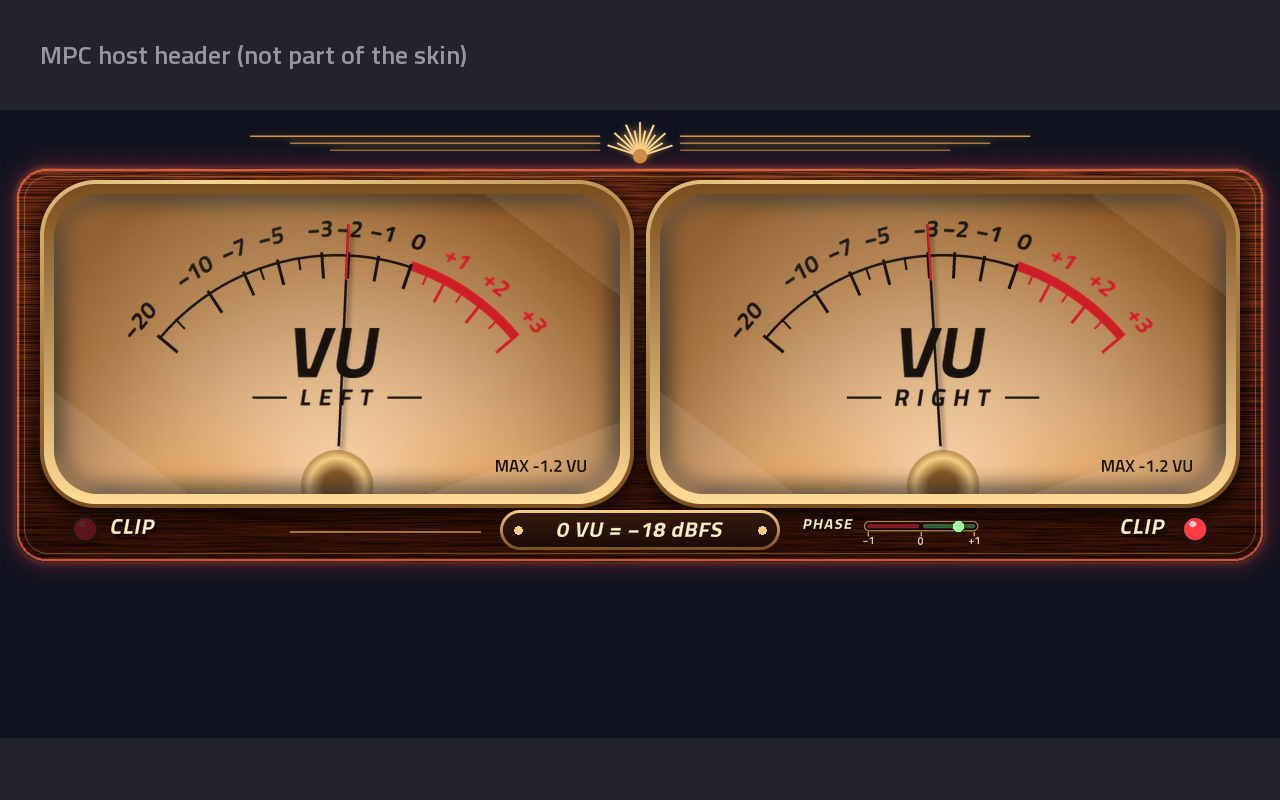 MPC host header (not part of the skin)
−20 −10 −7 −5 −3 −2 −1 0 +1 +2 +3
VU
LEFT
MAX -1.2 VU
−20 −10 −7 −5 −3 −2 −1 0 +1 +2 +3
VU
RIGHT
MAX -1.2 VU
CLIP
0 VU = −18 dBFS
PHASE
−1 0 +1
CLIP